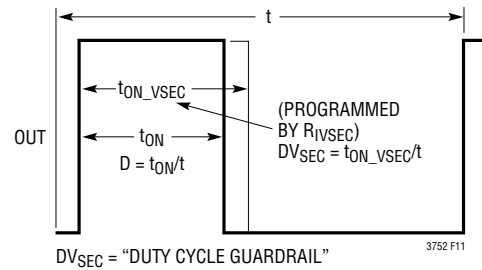 t
tON_VSEC
(PROGRAMMED
BY RIVSEC)
DVSEC = tON_VSEC/t
OUT
tON
D = tON/t
3752 F11
DVSEC = “DUTY CYCLE GUARDRAIL”